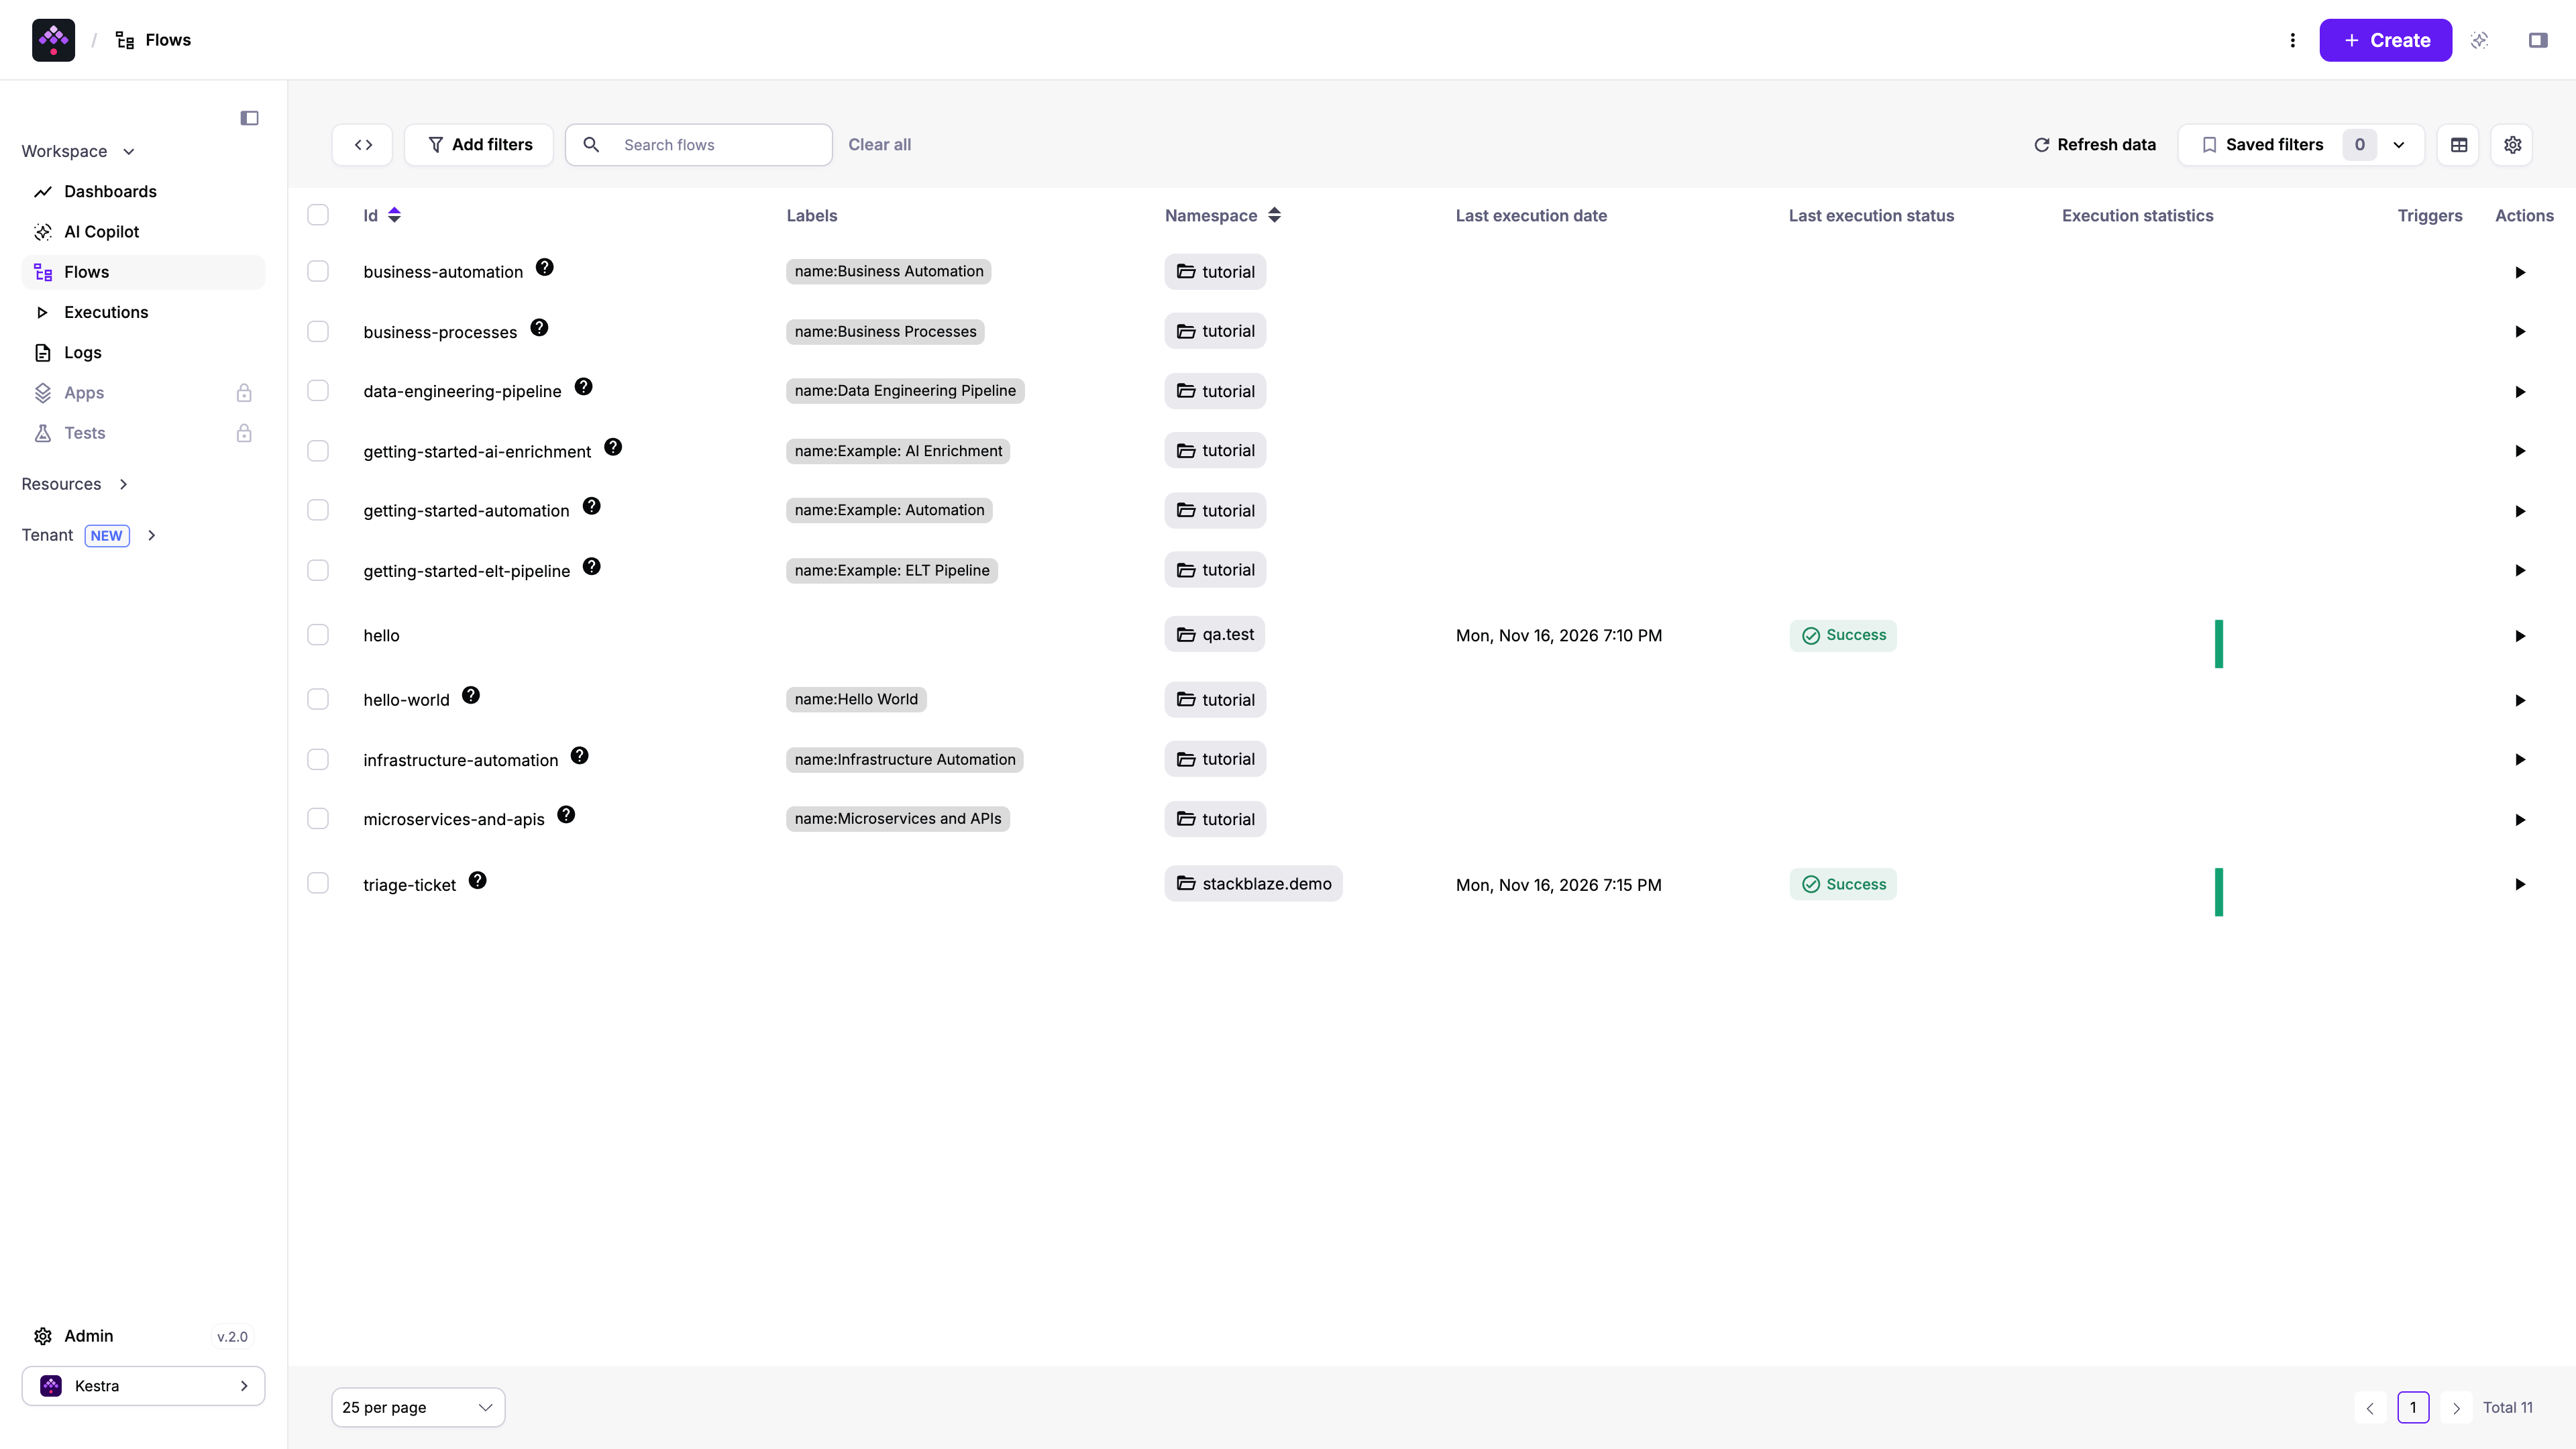 / Flows
Create
Workspace
Dashboards
AI Copilot
Flows
Executions
Logs
Apps
Tests
Resources
Tenant NEW
Admin v.2.0
Kestra
Add filters Search flows Clear all Refresh data Saved filters 0
Id Labels Namespace Last execution date Last execution status Execution statistics Triggers Actions
business-automation name:Business Automation tutorial
business-processes name:Business Processes tutorial
data-engineering-pipeline name:Data Engineering Pipeline tutorial
getting-started-ai-enrichment name:Example: AI Enrichment tutorial
getting-started-automation name:Example: Automation tutorial
getting-started-elt-pipeline name:Example: ELT Pipeline tutorial
hello qa.test Mon, Nov 16, 2026 7:10 PM Success
hello-world name:Hello World tutorial
infrastructure-automation name:Infrastructure Automation tutorial
microservices-and-apis name:Microservices and APIs tutorial
triage-ticket stackblaze.demo Mon, Nov 16, 2026 7:15 PM Success
25 per page 1 Total 11